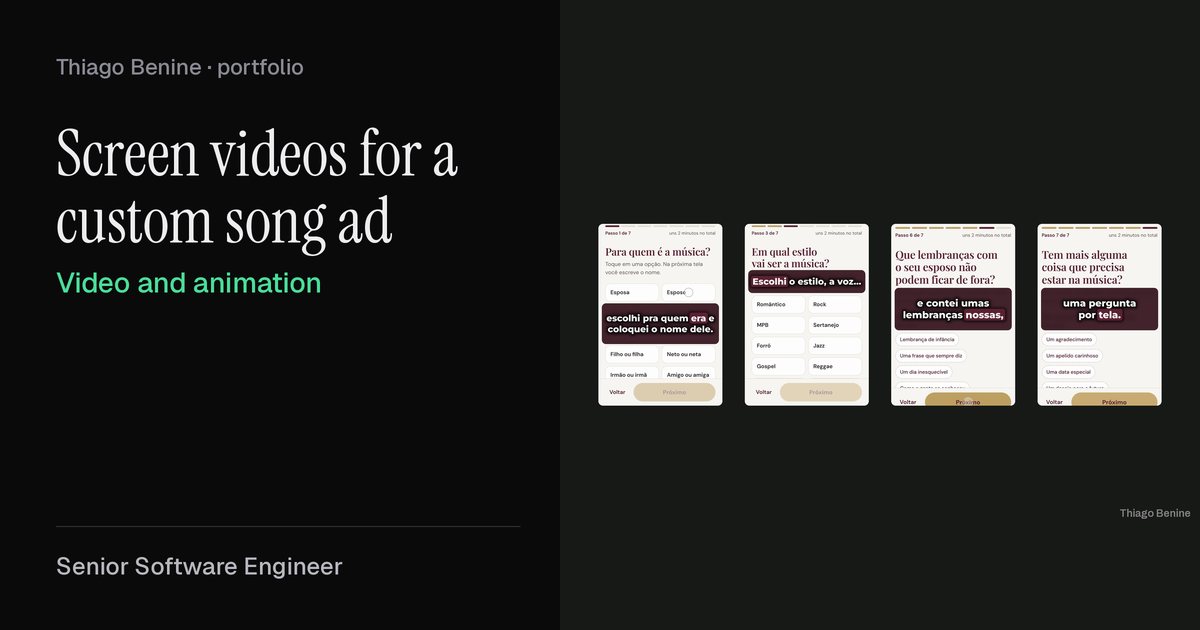 Thiago Benine · portfolio
Screen videos for a
custom song ad
Video and animation
Senior Software Engineer
Passo 1 de 7
uns 2 minutos no total
Para quem é a música?
Toque em uma opção. Na próxima tela
você escreve o nome.
Esposa
Esposo
escolhi pra quem era e
coloquei o nome dele.
Filho ou filha
Neto ou neta
Irmão ou irmã
Amigo ou amiga
Voltar
Próximo
Passo 3 de 7
uns 2 minutos no total
Em qual estilo
vai ser a música?
Escolhi o estilo, a voz...
Romântico
Rock
MPB
Sertanejo
Forró
Jazz
Gospel
Reggae
Voltar
Próximo
Passo 6 de 7
uns 2 minutos no total
Que lembranças com
o seu esposo não
podem ficar de fora?
e contei umas
lembranças nossas,
Lembrança de infância
Uma frase que sempre diz
Um dia inesquecível
Voltar
Próximo
Passo 7 de 7
uns 2 minutos no total
Tem mais alguma
coisa que precisa
estar na música?
uma pergunta
por tela.
Um agradecimento
Um apelido carinhoso
Uma data especial
Voltar
Próximo
Thiago Benine